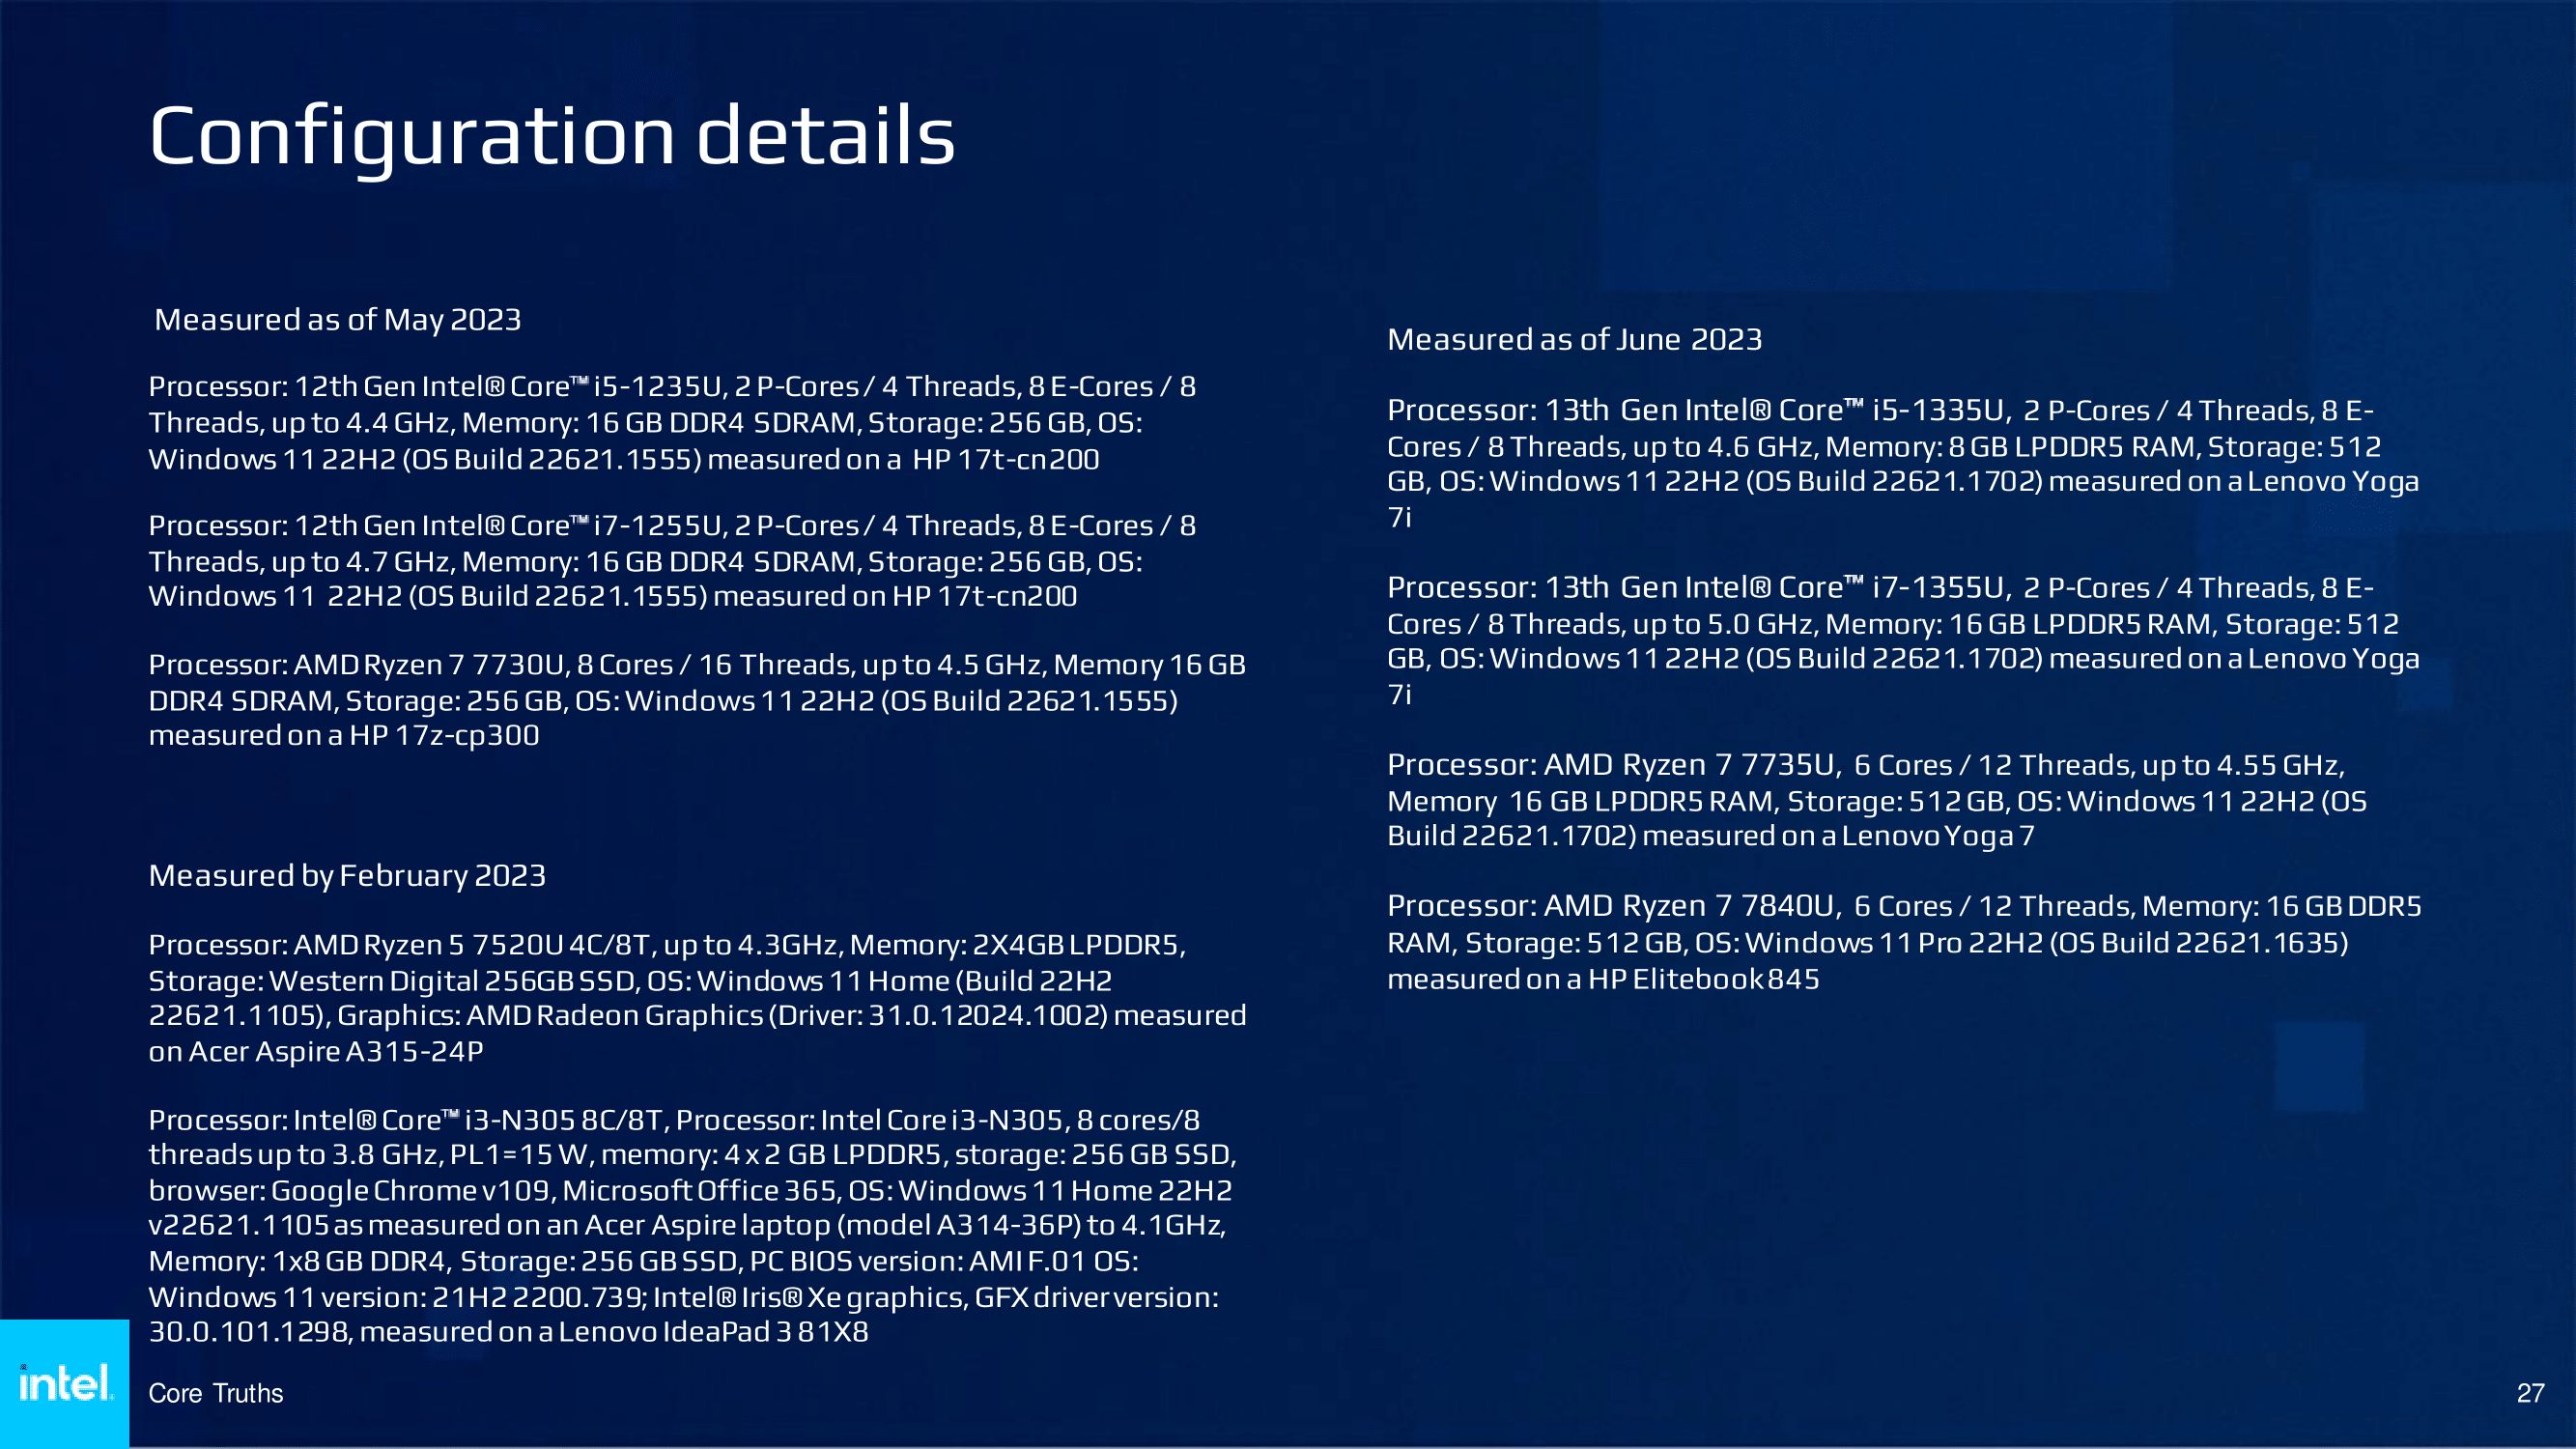 Configuration details
Measured as of May 2023
Processor: 12th Gen Intel® Core™ i5-1235U, 2 P-Cores / 4 Threads, 8 E-Cores / 8
Threads, up to 4.4 GHz, Memory: 16 GB DDR4 SDRAM, Storage: 256 GB, OS:
Windows 11 22H2 (OS Build 22621.1555) measured on a HP 17t-cn200
Processor: 12th Gen Intel® Core™ i7-1255U, 2 P-Cores / 4 Threads, 8 E-Cores / 8
Threads, up to 4.7 GHz, Memory: 16 GB DDR4 SDRAM, Storage: 256 GB, OS:
Windows 11 22H2 (OS Build 22621.1555) measured on HP 17t-cn200
Processor: AMD Ryzen 7 7730U, 8 Cores / 16 Threads, up to 4.5 GHz, Memory 16 GB
DDR4 SDRAM, Storage: 256 GB, OS: Windows 11 22H2 (OS Build 22621.1555)
measured on a HP 17z-cp300
Measured by February 2023
Processor: AMD Ryzen 5 7520U 4C/8T, up to 4.3GHz, Memory: 2X4GB LPDDR5,
Storage: Western Digital 256GB SSD, OS: Windows 11 Home (Build 22H2
22621.1105), Graphics: AMD Radeon Graphics (Driver: 31.0.12024.1002) measured
on Acer Aspire A315-24P
Processor: Intel® Core™ i3-N305 8C/8T, Processor: Intel Core i3-N305, 8 cores/8
threads up to 3.8 GHz, PL1=15 W, memory: 4 x 2 GB LPDDR5, storage: 256 GB SSD,
browser: Google Chrome v109, Microsoft Office 365, OS: Windows 11 Home 22H2
v22621.1105 as measured on an Acer Aspire laptop (model A314-36P) to 4.1GHz,
Memory: 1x8 GB DDR4, Storage: 256 GB SSD, PC BIOS version: AMI F.01 OS:
Windows 11 version: 21H2 2200.739; Intel® Iris® Xe graphics, GFX driver version:
30.0.101.1298, measured on a Lenovo IdeaPad 3 81X8
Measured as of June 2023
Processor: 13th Gen Intel® Core™ i5-1335U, 2 P-Cores / 4 Threads, 8 E-
Cores / 8 Threads, up to 4.6 GHz, Memory: 8 GB LPDDR5 RAM, Storage: 512
GB, OS: Windows 11 22H2 (OS Build 22621.1702) measured on a Lenovo Yoga
7i
Processor: 13th Gen Intel® Core™ i7-1355U, 2 P-Cores / 4 Threads, 8 E-
Cores / 8 Threads, up to 5.0 GHz, Memory: 16 GB LPDDR5 RAM, Storage: 512
GB, OS: Windows 11 22H2 (OS Build 22621.1702) measured on a Lenovo Yoga
7i
Processor: AMD Ryzen 7 7735U, 6 Cores / 12 Threads, up to 4.55 GHz,
Memory 16 GB LPDDR5 RAM, Storage: 512 GB, OS: Windows 11 22H2 (OS
Build 22621.1702) measured on a Lenovo Yoga 7
Processor: AMD Ryzen 7 7840U, 6 Cores / 12 Threads, Memory: 16 GB DDR5
RAM, Storage: 512 GB, OS: Windows 11 Pro 22H2 (OS Build 22621.1635)
measured on a HP Elitebook 845
intel.
Core Truths
27